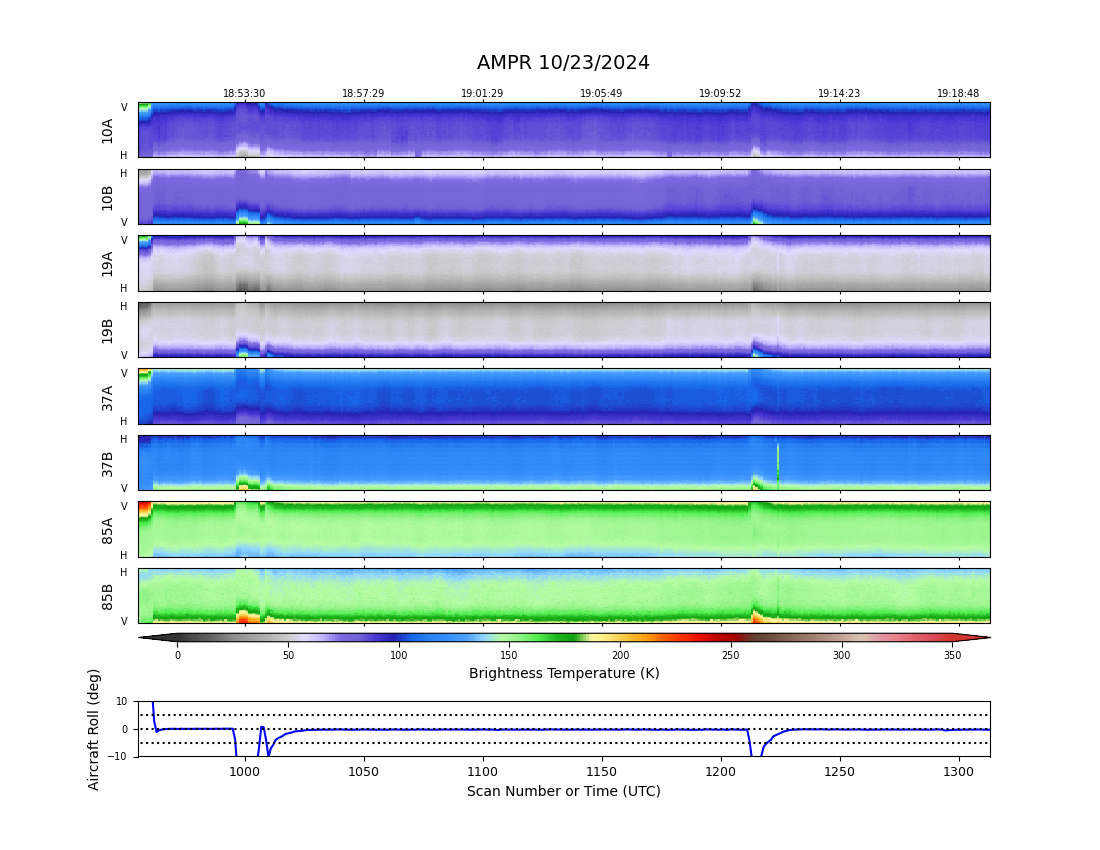 AMPR 10/23/2024
18:53:30 18:57:29 19:01:29 19:05:49 19:09:52 19:14:23 19:18:48
V
10A
H
H
10B
V
V
19A
H
H
19B
V
V
37A
H
H
37B
V
V
85A
H
H
85B
V
0 50 100 150 200 250 300 350
Brightness Temperature (K)
Aircraft Roll (deg)
10
0
−10
1000 1050 1100 1150 1200 1250 1300
Scan Number or Time (UTC)